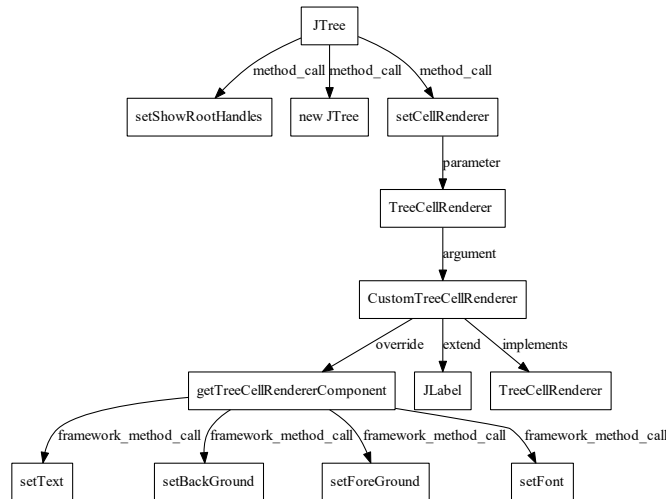 JTree
method_call
method_call
method_call
setShowRootHandles
new JTree
setCellRenderer
parameter
TreeCellRenderer
argument
CustomTreeCellRenderer
override
extend
implements
getTreeCellRendererComponent
JLabel
TreeCellRenderer
framework_method_call
framework_method_call
framework_method_call
framework_method_call
setText
setBackGround
setForeGround
setFont